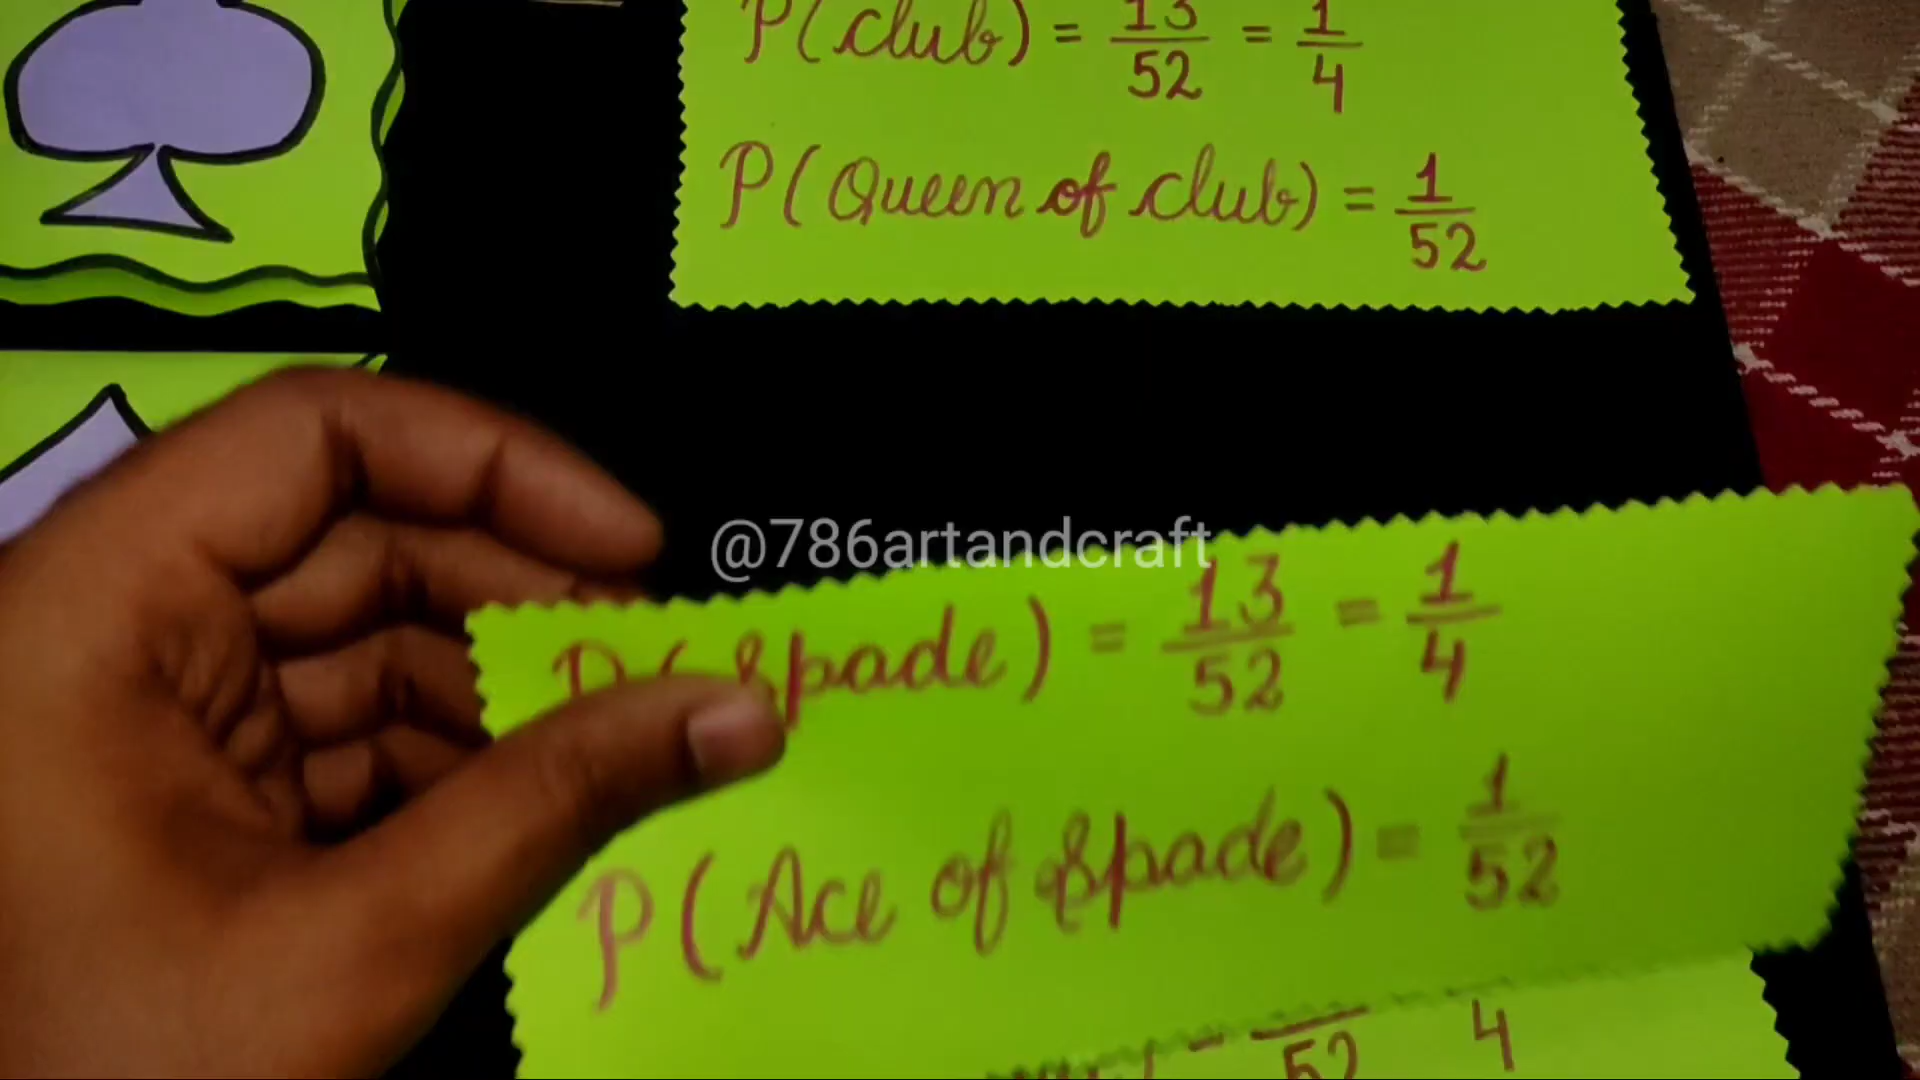 P(club) = 13/52 = 1/4
P(Queen of club) = 1/52
@786artandcraft
P(Spade) = 13/52 = 1/4
P(Ace of Spade) = 1/52
52 4